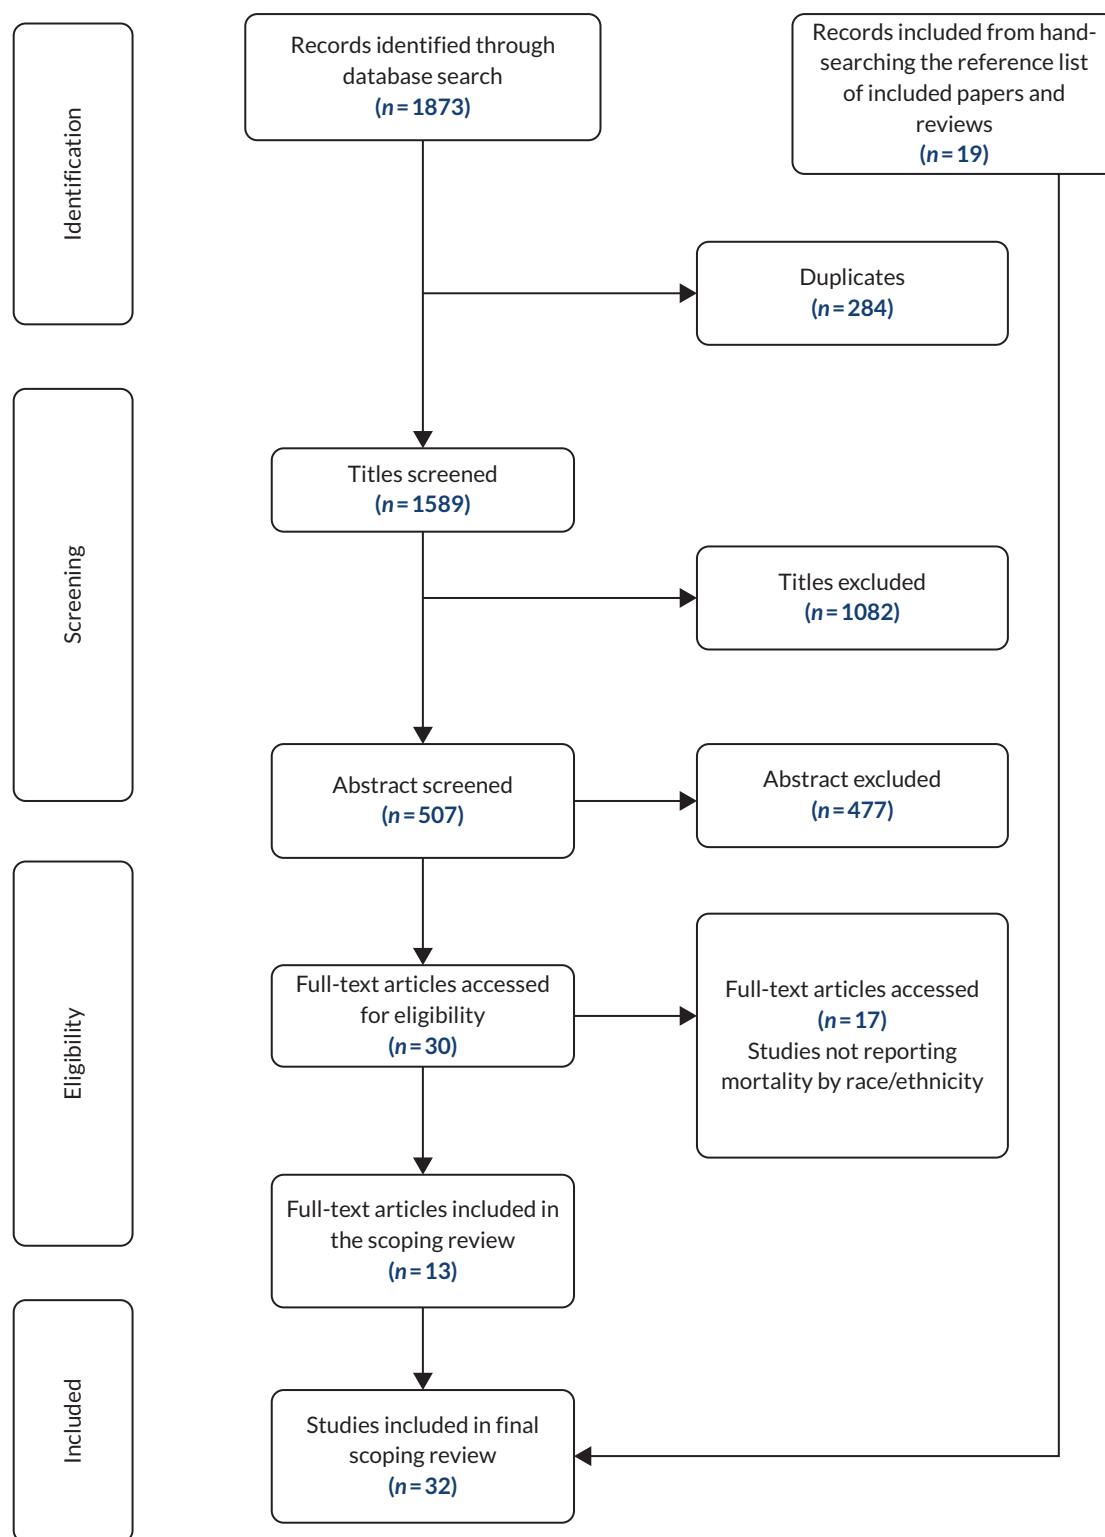 Identification
Records identified through
database search
(n = 1873)
Records included from hand-
searching the reference list
of included papers and
reviews
(n = 19)
Duplicates
(n = 284)
Screening
Titles screened
(n = 1589)
Titles excluded
(n = 1082)
Abstract screened
(n = 507)
Abstract excluded
(n = 477)
Eligibility
Full-text articles accessed
for eligibility
(n = 30)
Full-text articles accessed
(n = 17)
Studies not reporting
mortality by race/ethnicity
Full-text articles included in
the scoping review
(n = 13)
Included
Studies included in final
scoping review
(n = 32)